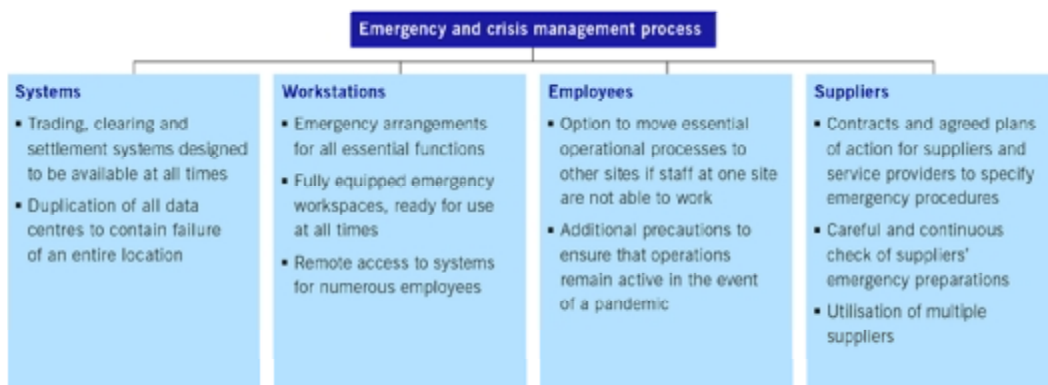 Emergency and crisis management process
Systems
▪ Trading, clearing and
settlement systems designed
to be available at all times
▪ Duplication of all data
centres to contain failure
of an entire location
Workstations
▪ Emergency arrangements
for all essential functions
▪ Fully equipped emergency
workspaces, ready for use
at all times
▪ Remote access to systems
for numerous employees
Employees
▪ Option to move essential
operational processes to
other sites if staff at one site
are not able to work
▪ Additional precautions to
ensure that operations
remain active in the event
of a pandemic
Suppliers
▪ Contracts and agreed plans
of action for suppliers and
service providers to specify
emergency procedures
▪ Careful and continuous
check of suppliers'
emergency preparations
▪ Utilisation of multiple
suppliers